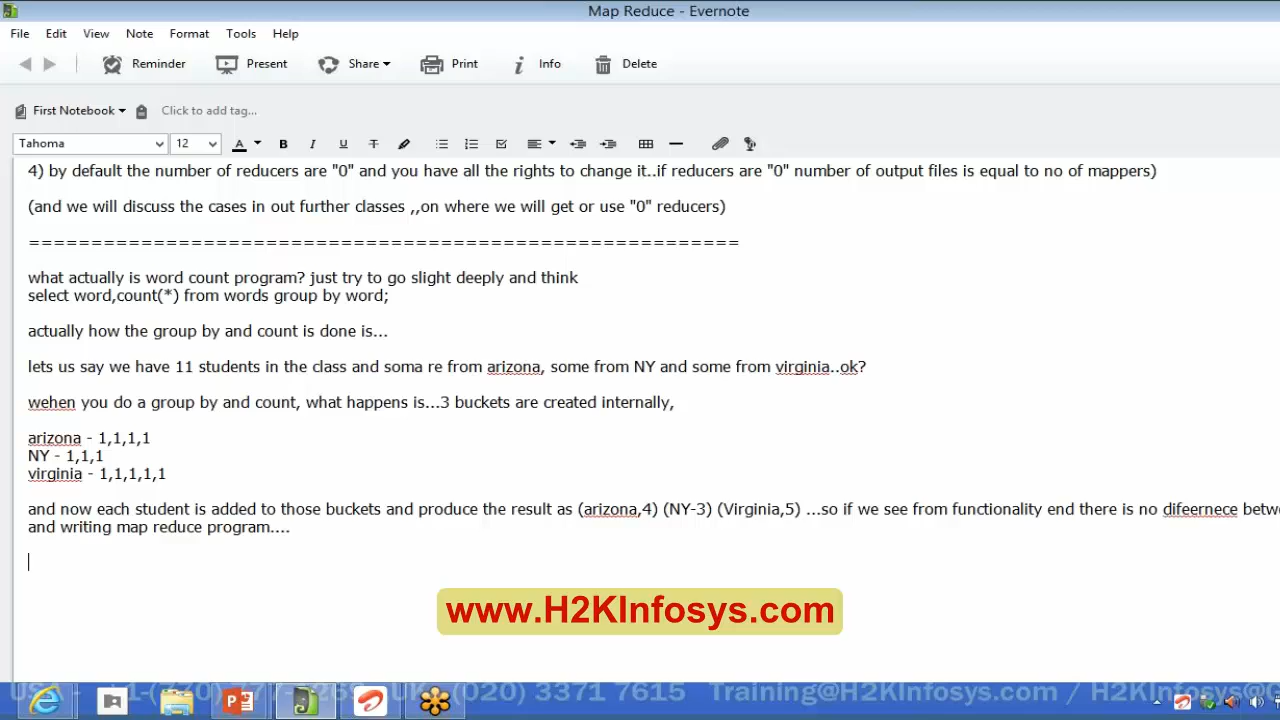 Map Reduce - Evernote
File Edit View Note Format Tools Help
Reminder Present Share Print Info Delete
First Notebook Click to add tag...
Tahoma 12 A B I U T
4) by default the number of reducers are "0" and you have all the rights to change it..if reducers are "0" number of output files is equal to no of mappers)
(and we will discuss the cases in out further classes ,,on where we will get or use "0" reducers)
=========================================================
what actually is word count program? just try to go slight deeply and think
select word,count(*) from words group by word;
actually how the group by and count is done is...
lets us say we have 11 students in the class and soma re from arizona, some from NY and some from virginia..ok?
wehen you do a group by and count, what happens is...3 buckets are created internally,
arizona - 1,1,1,1
NY - 1,1,1
virginia - 1,1,1,1,1
and now each student is added to those buckets and produce the result as (arizona,4) (NY-3) (Virginia,5) ...so if we see from functionality end there is no difeernece betw
and writing map reduce program....
www.H2KInfosys.com
USA - +1-(770) UK (020) 3371 7615 Training@H2KInfosys.com / H2KInfosys@